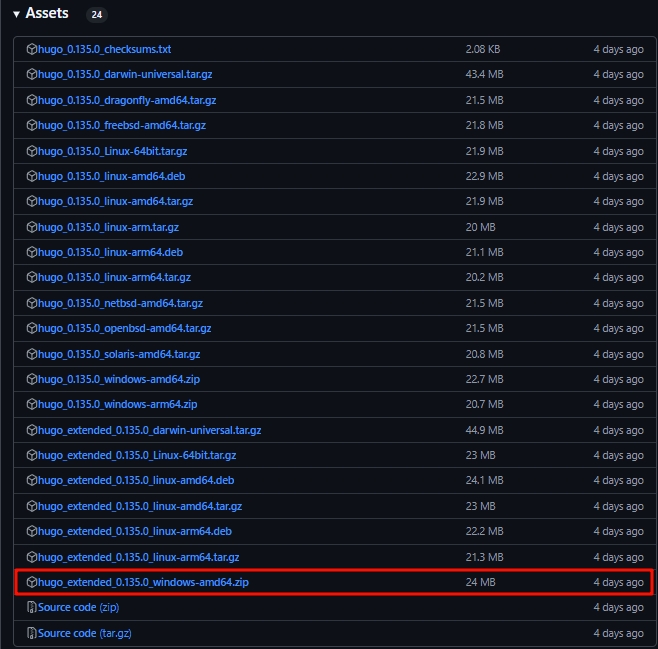 Assets 24
hugo_0.135.0_checksums.txt 2.08 KB 4 days ago
hugo_0.135.0_darwin-universal.tar.gz 43.4 MB 4 days ago
hugo_0.135.0_dragonfly-amd64.tar.gz 21.5 MB 4 days ago
hugo_0.135.0_freebsd-amd64.tar.gz 21.8 MB 4 days ago
hugo_0.135.0_Linux-64bit.tar.gz 21.9 MB 4 days ago
hugo_0.135.0_linux-amd64.deb 22.9 MB 4 days ago
hugo_0.135.0_linux-amd64.tar.gz 21.9 MB 4 days ago
hugo_0.135.0_linux-arm.tar.gz 20 MB 4 days ago
hugo_0.135.0_linux-arm64.deb 21.1 MB 4 days ago
hugo_0.135.0_linux-arm64.tar.gz 20.2 MB 4 days ago
hugo_0.135.0_netbsd-amd64.tar.gz 21.5 MB 4 days ago
hugo_0.135.0_openbsd-amd64.tar.gz 21.5 MB 4 days ago
hugo_0.135.0_solaris-amd64.tar.gz 20.8 MB 4 days ago
hugo_0.135.0_windows-amd64.zip 22.7 MB 4 days ago
hugo_0.135.0_windows-arm64.zip 20.7 MB 4 days ago
hugo_extended_0.135.0_darwin-universal.tar.gz 44.9 MB 4 days ago
hugo_extended_0.135.0_Linux-64bit.tar.gz 23 MB 4 days ago
hugo_extended_0.135.0_linux-amd64.deb 24.1 MB 4 days ago
hugo_extended_0.135.0_linux-amd64.tar.gz 23 MB 4 days ago
hugo_extended_0.135.0_linux-arm64.deb 22.2 MB 4 days ago
hugo_extended_0.135.0_linux-arm64.tar.gz 21.3 MB 4 days ago
hugo_extended_0.135.0_windows-amd64.zip 24 MB 4 days ago
Source code (zip) 4 days ago
Source code (tar.gz) 4 days ago